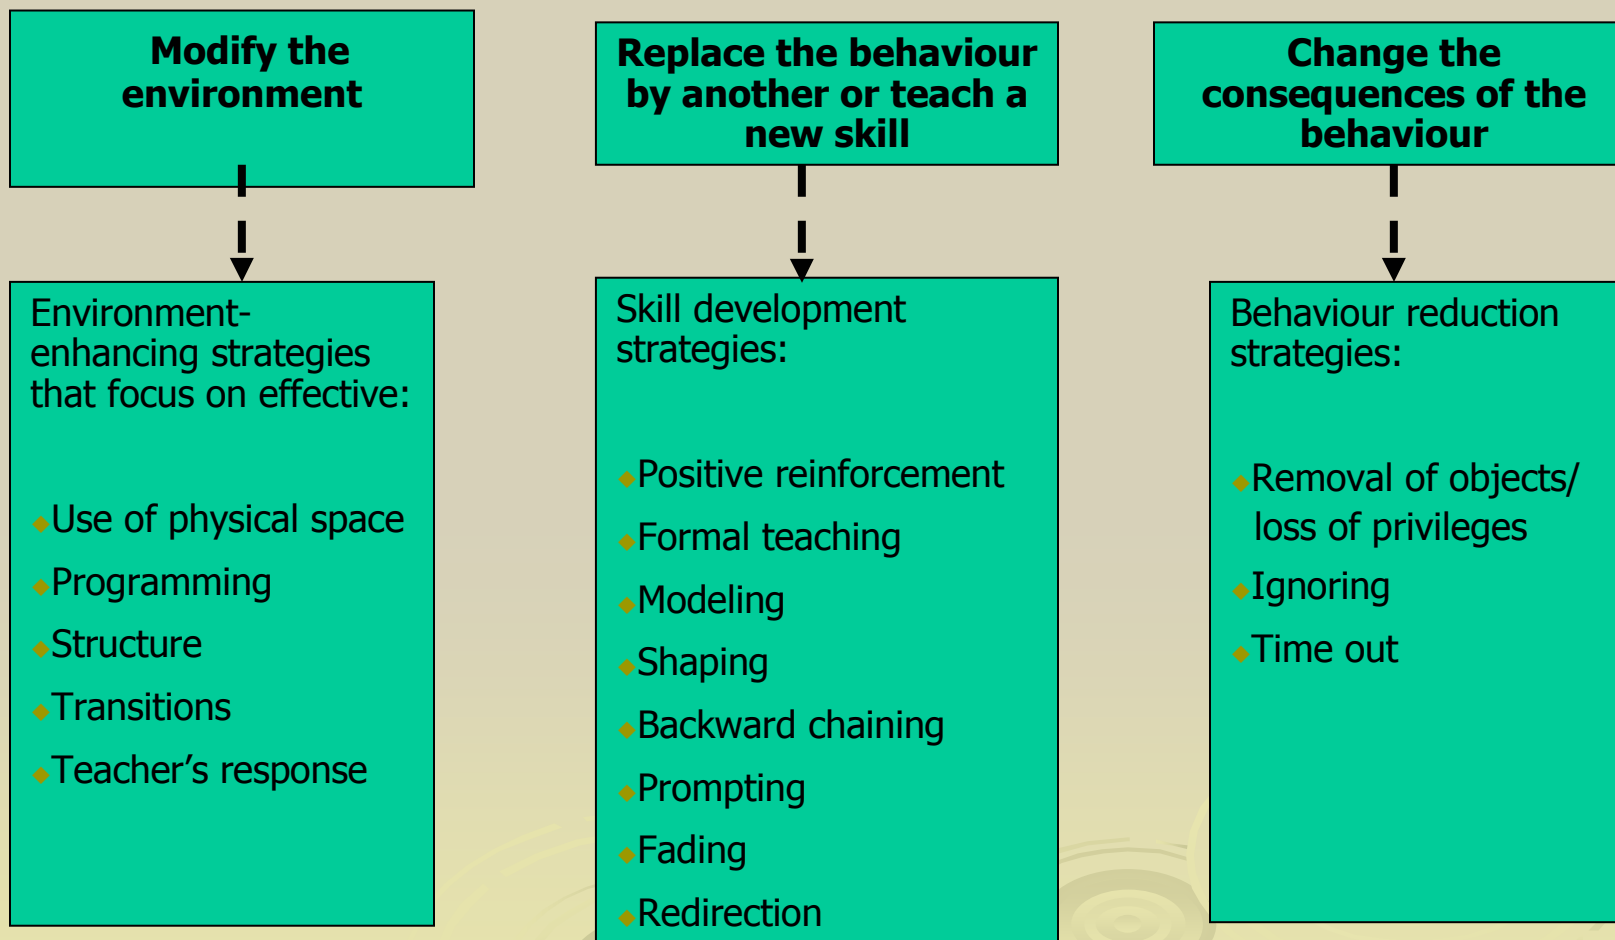 Modify the
environment
Environment-
enhancing strategies
that focus on effective:
Use of physical space
Programming
Structure
Transitions
Teacher’s response
Replace the behaviour
by another or teach a
new skill
Skill development
strategies:
Positive reinforcement
Formal teaching
Modeling
Shaping
Backward chaining
Prompting
Fading
Redirection
Change the
consequences of the
behaviour
Behaviour reduction
strategies:
Removal of objects/
loss of privileges
Ignoring
Time out